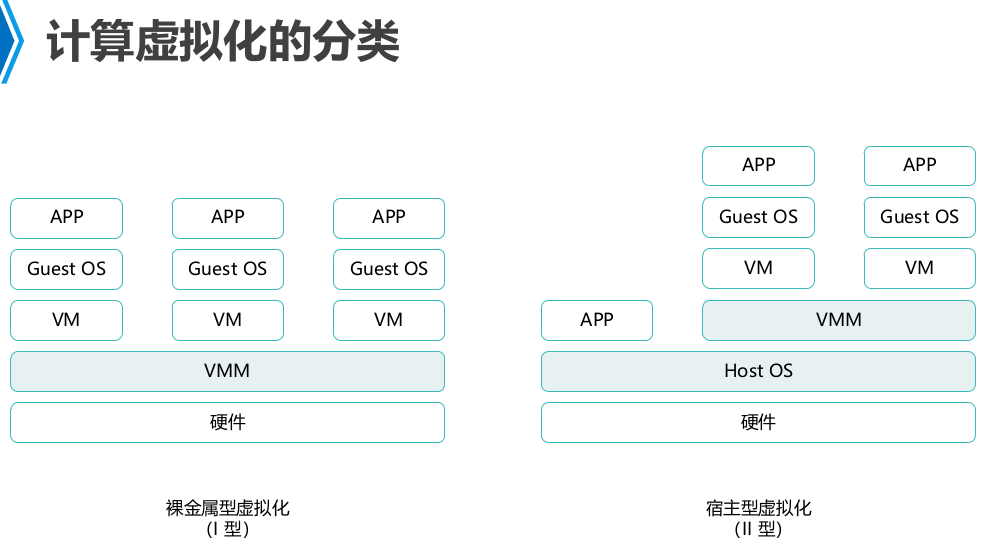 计算虚拟化的分类
APP APP APP
Guest OS Guest OS Guest OS
VM VM VM
VMM
硬件
裸金属型虚拟化
(I 型)
APP APP
Guest OS Guest OS
VM VM
APP VMM
Host OS
硬件
宿主型虚拟化
(II 型)